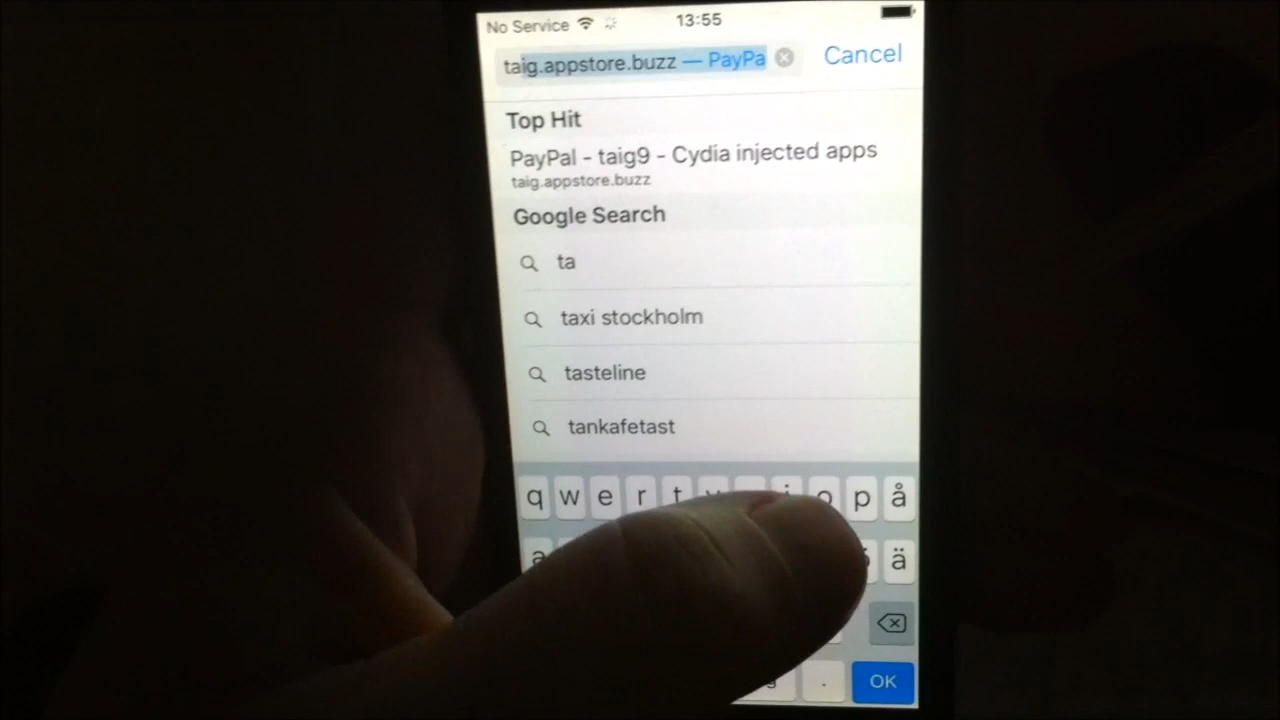 No Service 13:55
taig.appstore.buzz — PayPa Cancel
Top Hit
PayPal - taig9 - Cydia injected apps
taig.appstore.buzz
Google Search
ta
taxi stockholm
tasteline
tankafetast
q w e r t i o p å
a ä
. OK